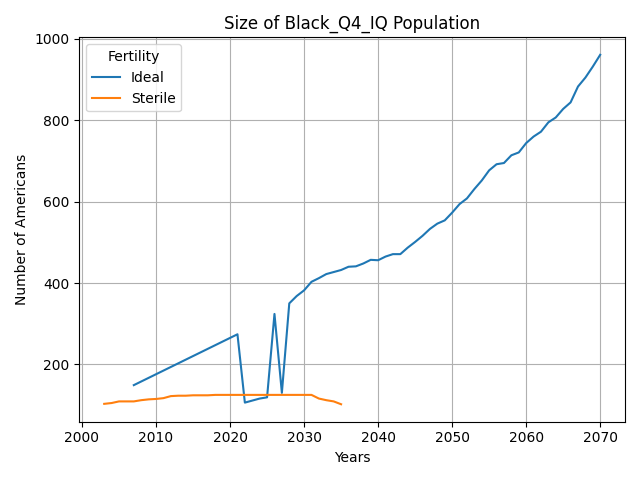 Size of Black_Q4_IQ Population
Fertility
Ideal
Sterile
Number of Americans
1000
800
600
400
200
2000 2010 2020 2030 2040 2050 2060 2070
Years